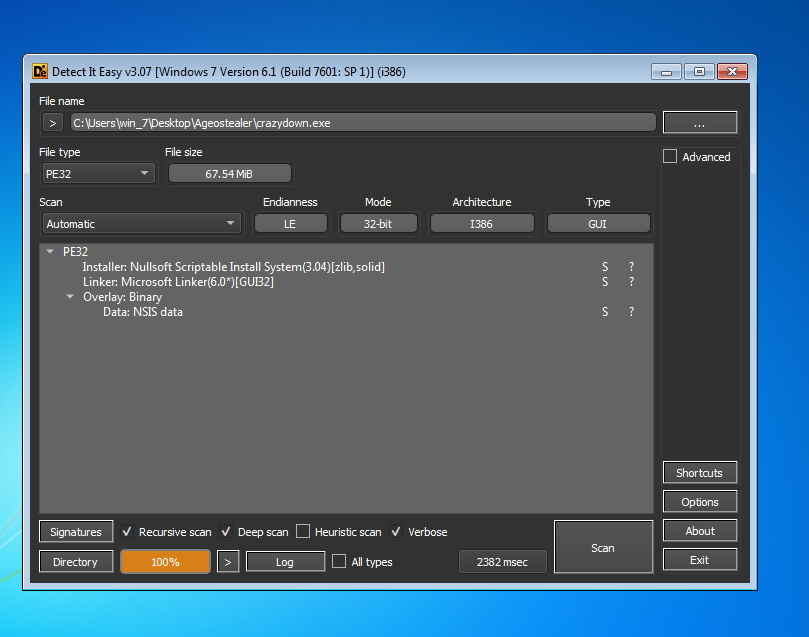 Detect It Easy v3.07 [Windows 7 Version 6.1 (Build 7601: SP 1)] (i386)
File name
> C:\Users\win_7\Desktop\Ageostealer\crazydown.exe ...
File type File size
PE32 67.54 MiB
Advanced
Scan Endianness Mode Architecture Type
Automatic LE 32-bit I386 GUI
PE32
Installer: Nullsoft Scriptable Install System(3.04)[zlib,solid] S ?
Linker: Microsoft Linker(6.0*)[GUI32] S ?
Overlay: Binary
Data: NSIS data S ?
Shortcuts
Options
Signatures Recursive scan Deep scan Heuristic scan Verbose
Scan
About
Directory 100% > Log All types 2382 msec
Exit